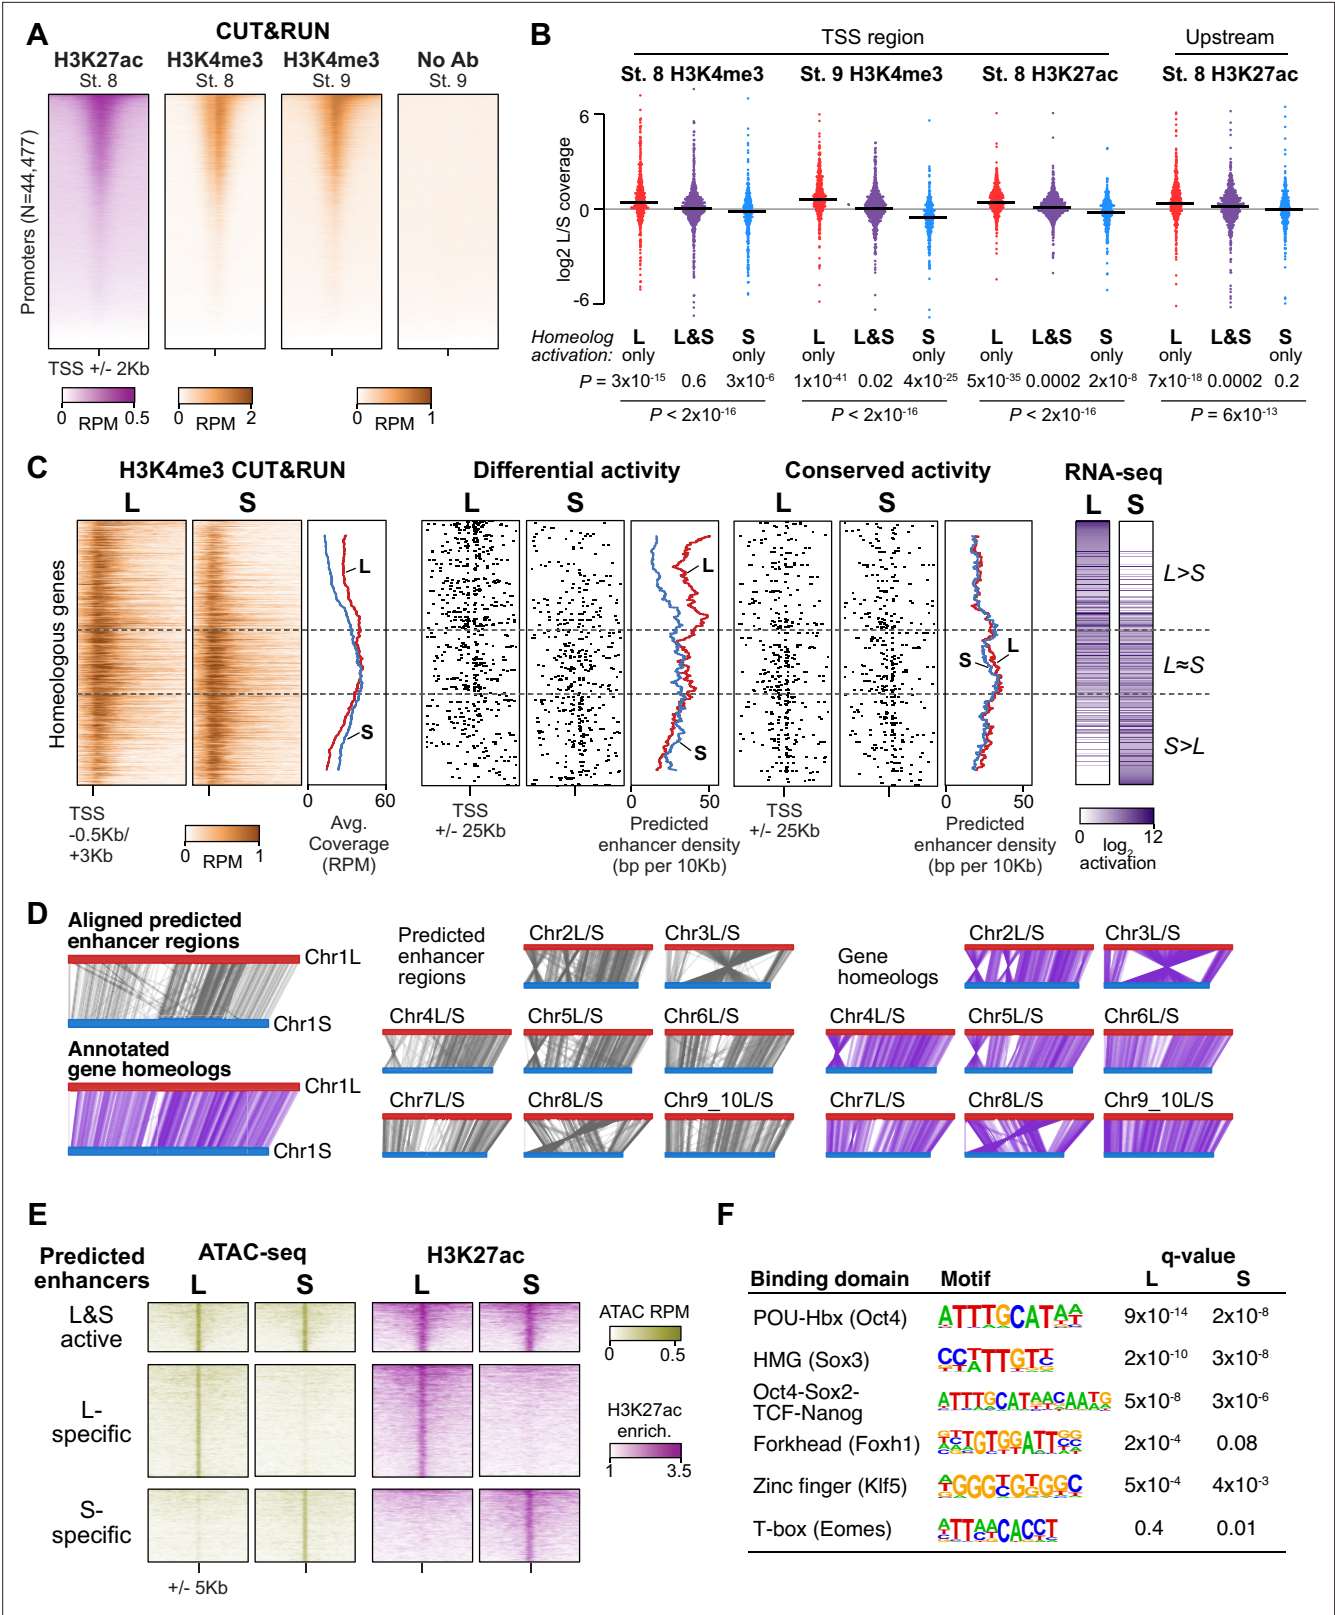 A
CUT&RUN
H3K27ac H3K4me3 H3K4me3 No Ab
St. 8 St. 8 St. 9 St. 9
Promoters (N=44,477)
TSS +/- 2Kb
0 0.5 0 2 0 1
RPM RPM RPM
B
TSS region Upstream
St. 8 H3K4me3 St. 9 H3K4me3 St. 8 H3K27ac St. 8 H3K27ac
log2 L/S coverage
6
0
-6
Homeolog activation:
L only L&S S only L only L&S S only L only L&S S only L only L&S S only
P = 3x10-15 0.6 3x10-6 1x10-41 0.02 4x10-25 5x10-35 0.0002 2x10-8 7x10-18 0.0002 0.2
P < 2x10-16 P < 2x10-16 P < 2x10-16 P = 6x10-13
C
H3K4me3 CUT&RUN Differential activity Conserved activity RNA-seq
L S L S L S L S
Homeologous genes
L S
L S
L S
L>S
L≈S
S>L
TSS
-0.5Kb/
+3Kb
0 1
RPM
0 60
Avg.
Coverage
(RPM)
TSS
+/- 25Kb
0 50
Predicted
enhancer density
(bp per 10Kb)
TSS
+/- 25Kb
0 50
Predicted
enhancer density
(bp per 10Kb)
0 12
log2
activation
D
Aligned predicted
enhancer regions
Chr1L
Chr1S
Annotated
gene homeologs
Chr1L
Chr1S
Predicted
enhancer
regions
Chr2L/S Chr3L/S
Chr4L/S Chr5L/S Chr6L/S
Chr7L/S Chr8L/S Chr9_10L/S
Gene
homeologs
Chr2L/S Chr3L/S
Chr4L/S Chr5L/S Chr6L/S
Chr7L/S Chr8L/S Chr9_10L/S
E
Predicted
enhancers
ATAC-seq H3K27ac
L S L S
L&S
active
L-
specific
S-
specific
+/- 5Kb
ATAC RPM
0 0.5
H3K27ac
enrich.
1 3.5
F
q-value
Binding domain Motif L S
POU-Hbx (Oct4) 9x10-14 2x10-8
HMG (Sox3) 2x10-10 3x10-8
Oct4-Sox2-
TCF-Nanog 5x10-8 3x10-6
Forkhead (Foxh1) 2x10-4 0.08
Zinc finger (Klf5) 5x10-4 4x10-3
T-box (Eomes) 0.4 0.01